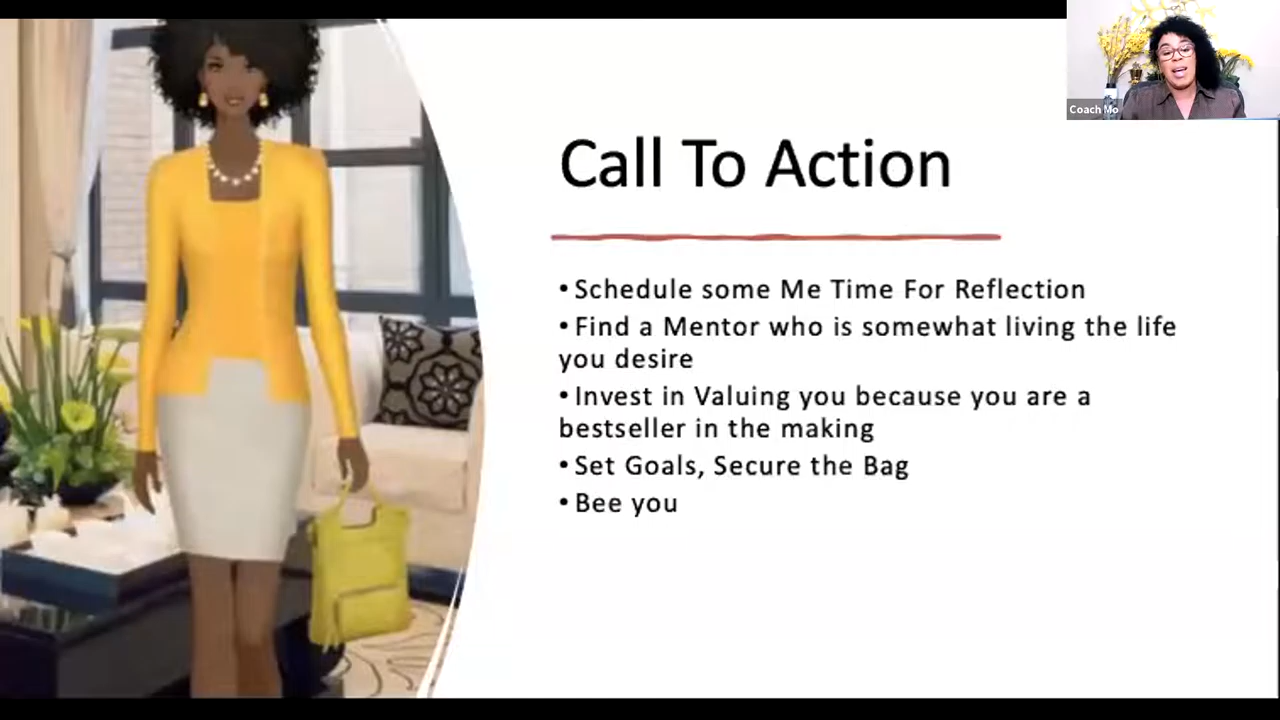 Coach Mo
Call To Action
•Schedule some Me Time For Reflection
•Find a Mentor who is somewhat living the life
you desire
•Invest in Valuing you because you are a
bestseller in the making
•Set Goals, Secure the Bag
•Bee you